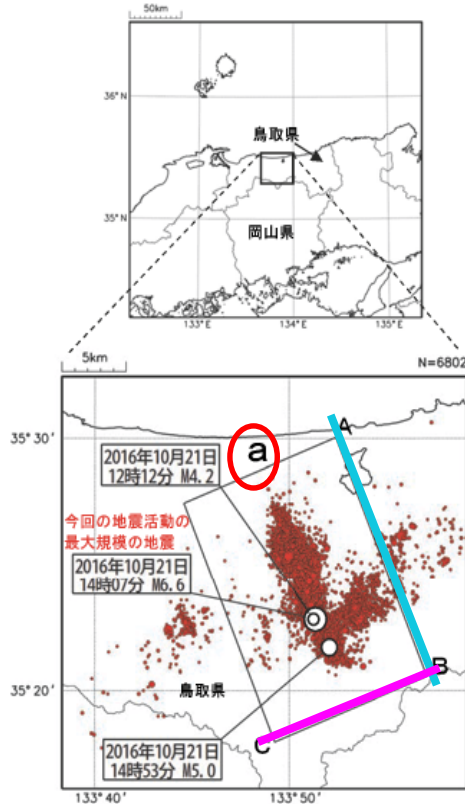 50km
36°N
鳥取県
35°N
岡山県
133°E
134°E
135°E
5km
N=6802
A
35°30'
a
2016年10月21日
12時12分 M4.2
今回の地震活動の
最大規模の地震
2016年10月21日
14時07分 M6.6
B
35°20'
鳥取県
C
2016年10月21日
14時53分 M5.0
133°40'
133°50'